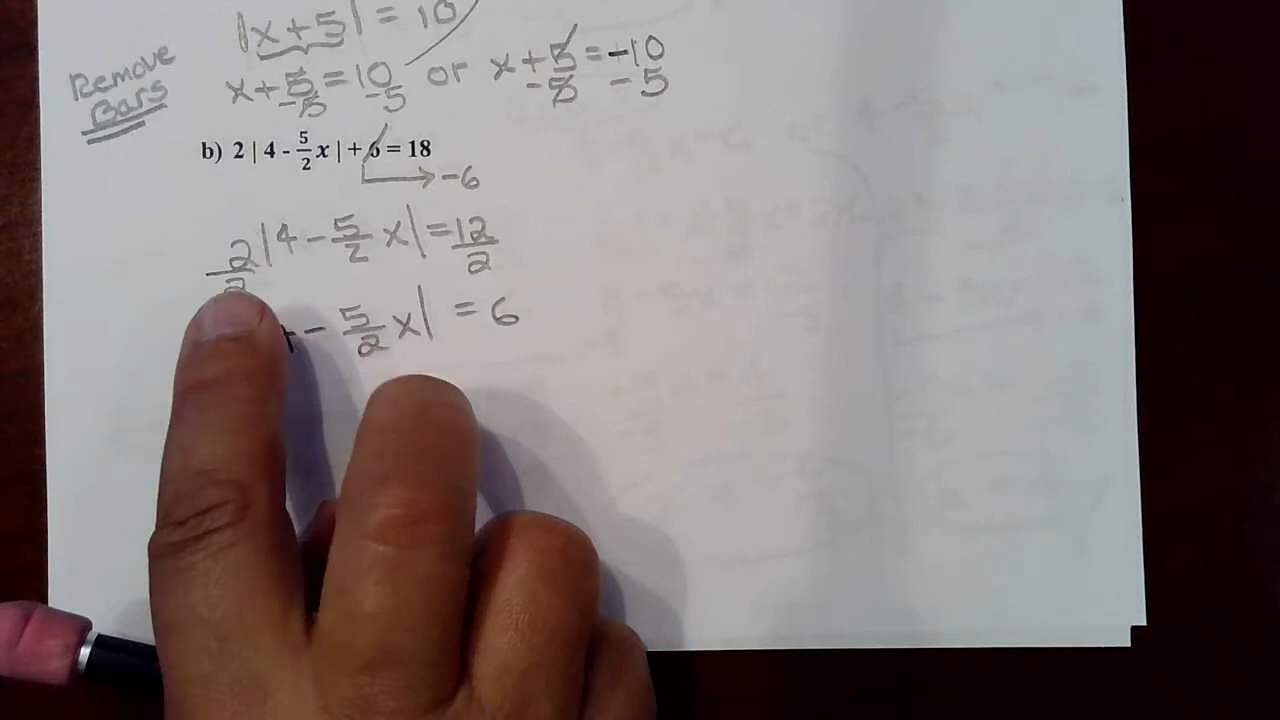 |x+5| = 10
Remove Bars
x+5=10 or x+5=-10
-5 -5 -5 -5
b) 2 | 4 - 5/2 x | + 6 = 18
-6
2|4 - 5/2 x| = 12
2 2
- 5/2 x| = 6